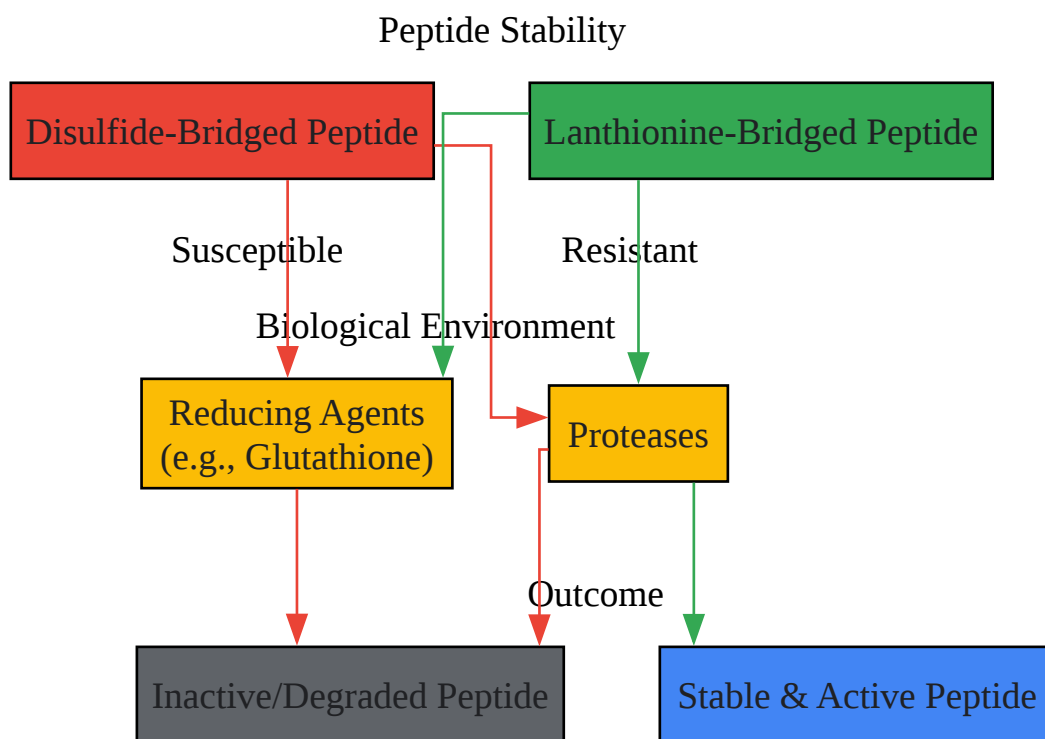 Peptide Stability
Disulfide-Bridged Peptide
Lanthionine-Bridged Peptide
Susceptible
Resistant
Biological Environment
Reducing Agents
(e.g., Glutathione)
Proteases
Outcome
Inactive/Degraded Peptide
Stable & Active Peptide